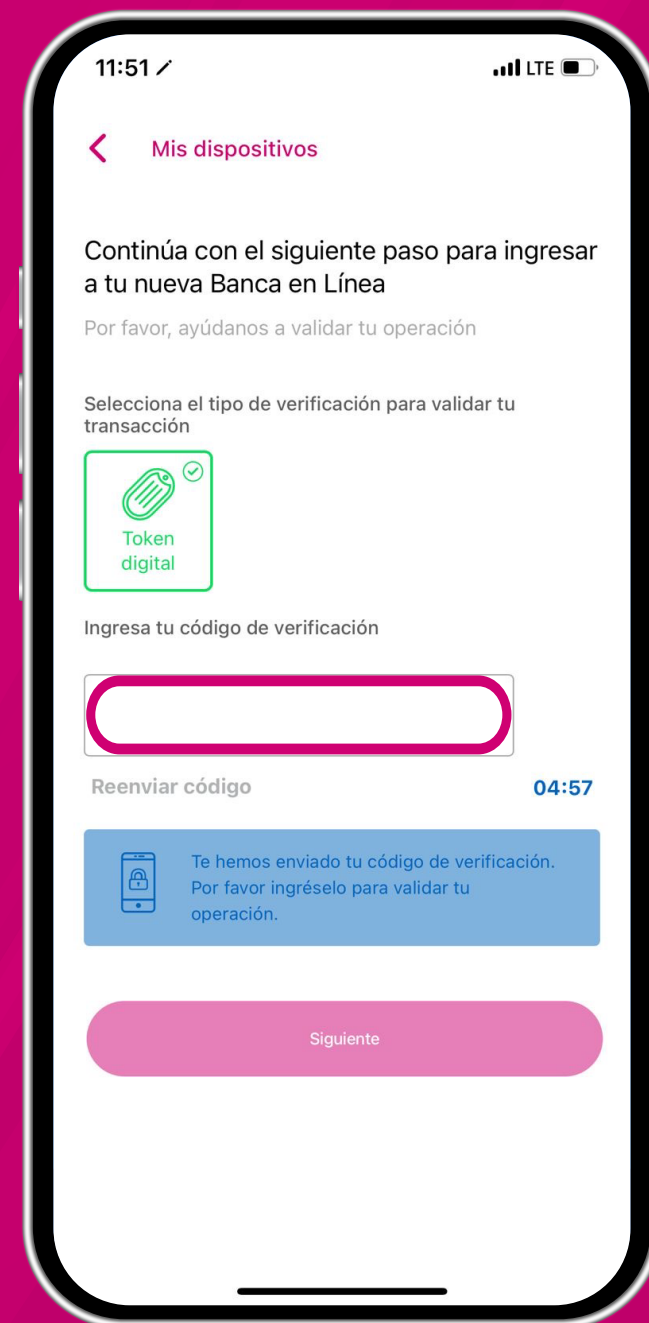 11:51
LTE
Mis dispositivos
Continúa con el siguiente paso para ingresar
a tu nueva Banca en Línea
Por favor, ayúdanos a validar tu operación
Selecciona el tipo de verificación para validar tu
transacción
Token
digital
Ingresa tu código de verificación
Reenviar código
04:57
Te hemos enviado tu código de verificación.
Por favor ingréselo para validar tu
operación.
Siguiente